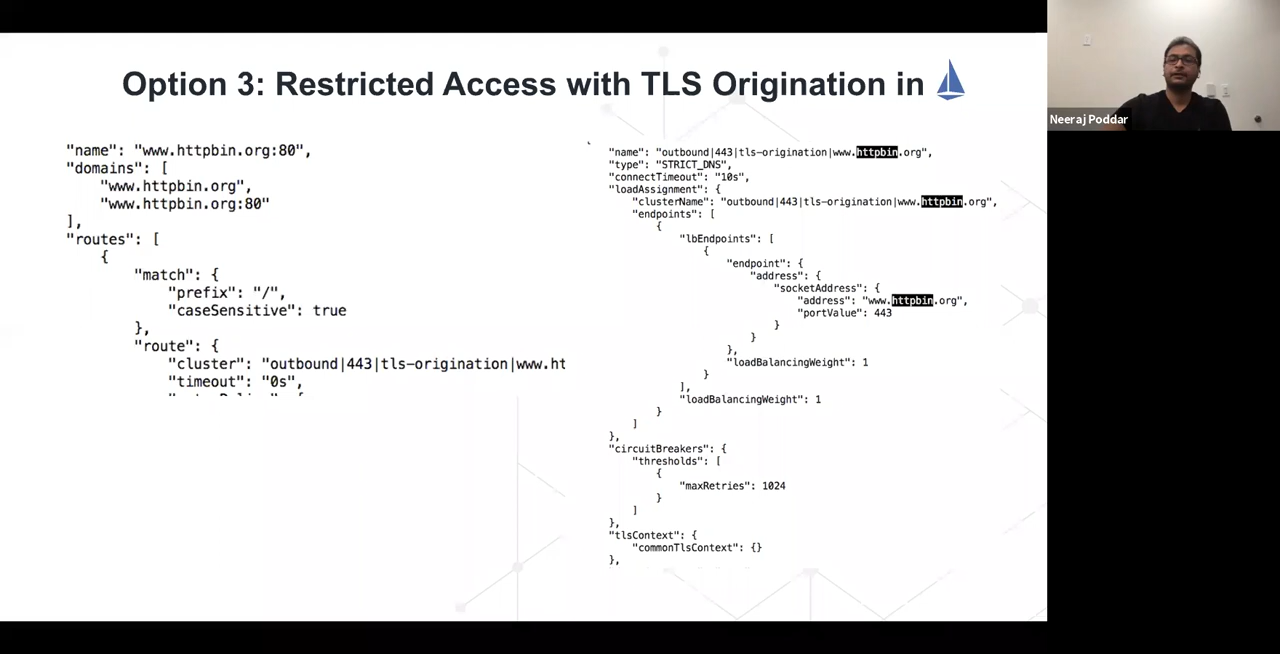 Option 3: Restricted Access with TLS Origination in
"name": "www.httpbin.org:80",
"domains": [
"www.httpbin.org",
"www.httpbin.org:80"
],
"routes": [
{
"match": {
"prefix": "/",
"caseSensitive": true
},
"route": {
"cluster": "outbound|443|tls-origination|www.ht
"timeout": "0s",
"name": "outbound|443|tls-origination|www.httpbin.org",
"type": "STRICT_DNS",
"connectTimeout": "10s",
"loadAssignment": {
"clusterName": "outbound|443|tls-origination|www.httpbin.org",
"endpoints": [
{
"lbEndpoints": [
{
"endpoint": {
"address": {
"socketAddress": {
"address": "www.httpbin.org",
"portValue": 443
}
}
},
"loadBalancingWeight": 1
}
],
"loadBalancingWeight": 1
}
]
},
"circuitBreakers": {
"thresholds": [
{
"maxRetries": 1024
}
]
},
"tlsContext": {
"commonTlsContext": {}
},
Neeraj Poddar